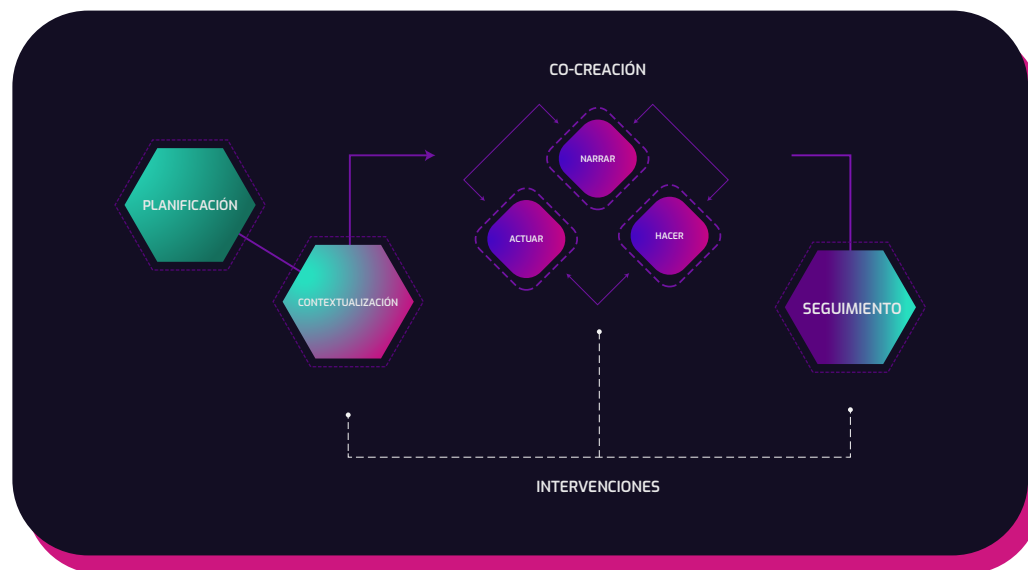 CO-CREACIÓN
NARRAR
PLANIFICACIÓN
ACTUAR
HACER
CONTEXTUALIZACIÓN
SEGUIMIENTO
INTERVENCIONES